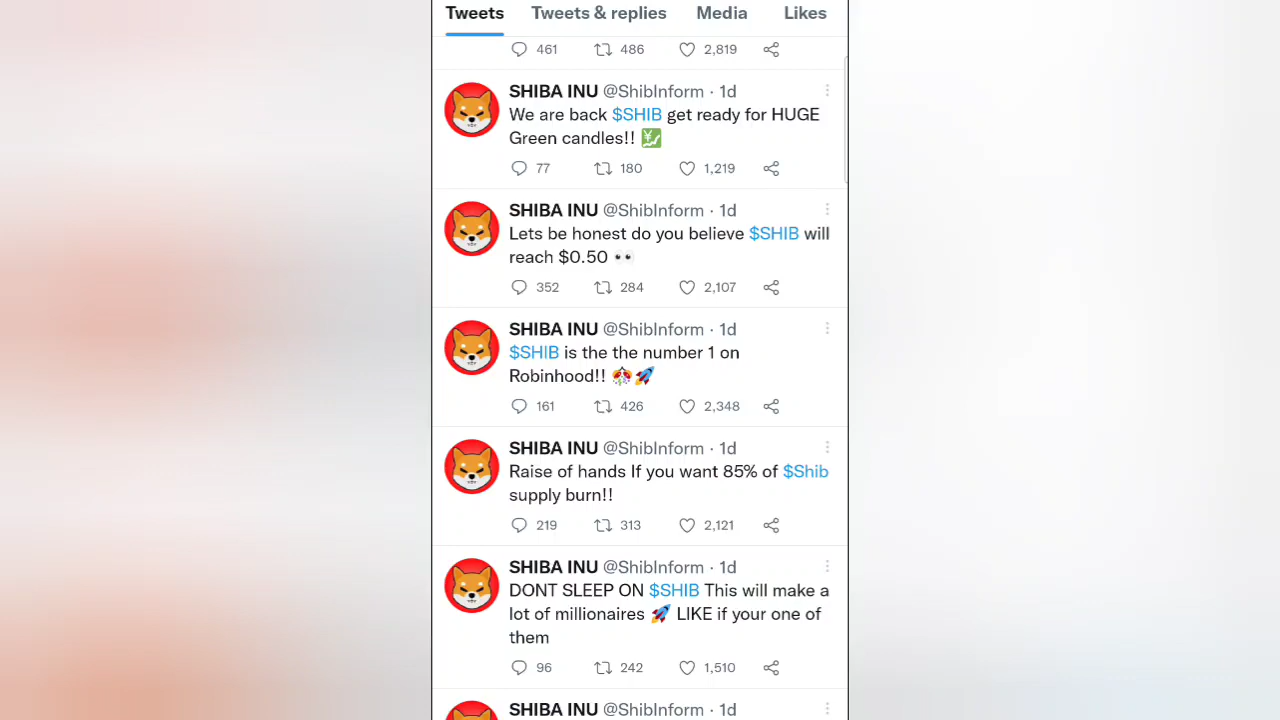 Tweets Tweets & replies Media Likes
461 486 2,819
SHIBA INU @ShibInform · 1d
We are back $SHIB get ready for HUGE
Green candles!! 💹
77 180 1,219
SHIBA INU @ShibInform · 1d
Lets be honest do you believe $SHIB will
reach $0.50 👀
352 284 2,107
SHIBA INU @ShibInform · 1d
$SHIB is the the number 1 on
Robinhood!! 🎊🚀
161 426 2,348
SHIBA INU @ShibInform · 1d
Raise of hands If you want 85% of $Shib
supply burn!!
219 313 2,121
SHIBA INU @ShibInform · 1d
DONT SLEEP ON $SHIB This will make a
lot of millionaires 🚀 LIKE if your one of
them
96 242 1,510
SHIBA INU @ShibInform · 1d